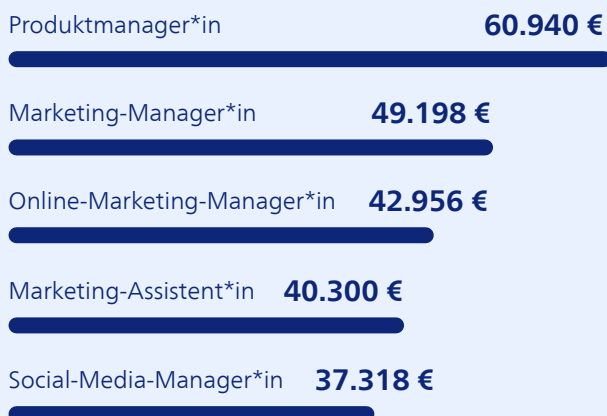 Produktmanager*in 60.940 €
Marketing-Manager*in 49.198 €
Online-Marketing-Manager*in 42.956 €
Marketing-Assistent*in 40.300 €
Social-Media-Manager*in 37.318 €